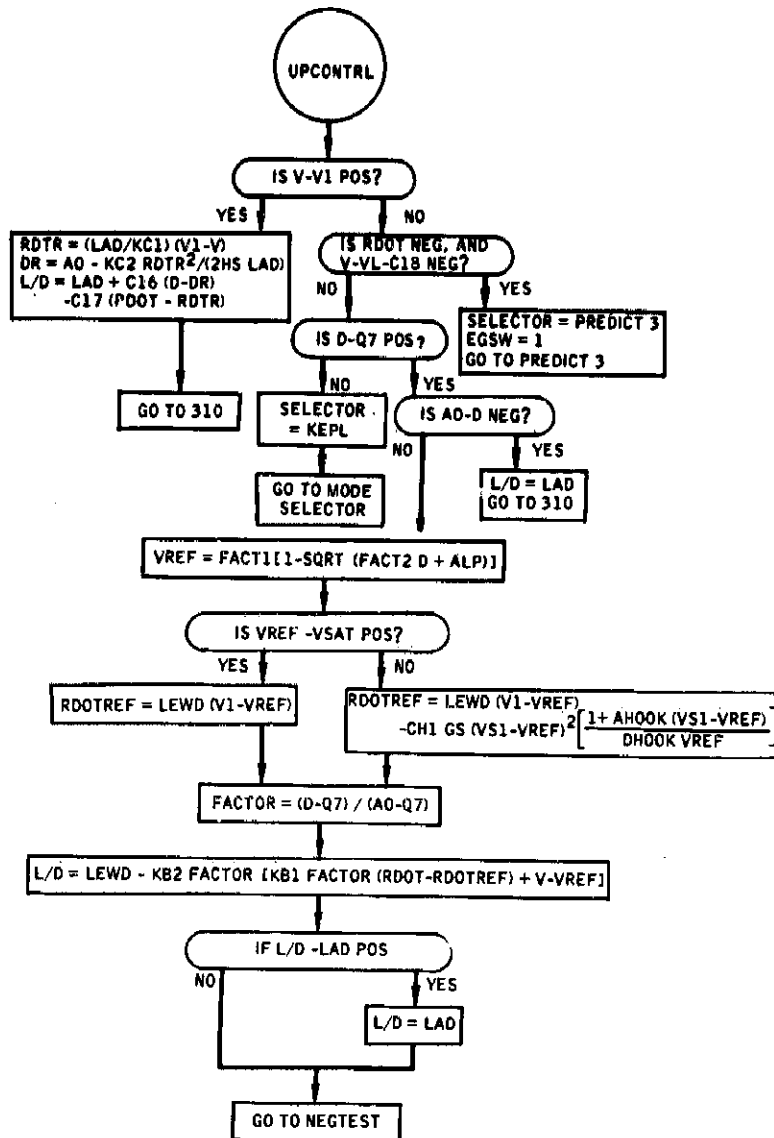 UPCONTRL
IS V-V1 POS?
YES
NO
RDTR = (LAD/KC1) (V1-V)
DR = AO - KC2 RDTR²/(2HS LAD)
L/D = LAD + C16 (D-DR)
-C17 (PDOT - RDTR)
IS RDOT NEG, AND
V-VL-C18 NEG?
NO
YES
SELECTOR = PREDICT 3
EGSW = 1
GO TO PREDICT 3
IS D-Q7 POS?
NO
YES
GO TO 310
SELECTOR
= KEPL
IS AO-D NEG?
NO
YES
GO TO MODE
SELECTOR
L/D = LAD
GO TO 310
VREF = FACT1[1-SQRT (FACT2 D + ALP)]
IS VREF -VSAT POS?
YES
NO
RDOTREF = LEWD (V1-VREF)
RDOTREF = LEWD (V1-VREF)
-CH1 GS (VS1-VREF)² [1+ AHOOK (VS1-VREF)
DHOOK VREF]
FACTOR = (D-Q7) / (AO-Q7)
L/D = LEWD - KB2 FACTOR [KB1 FACTOR (RDOT-RDOTREF) + V-VREF]
IF L/D -LAD POS
NO
YES
L/D = LAD
GO TO NEGTEST